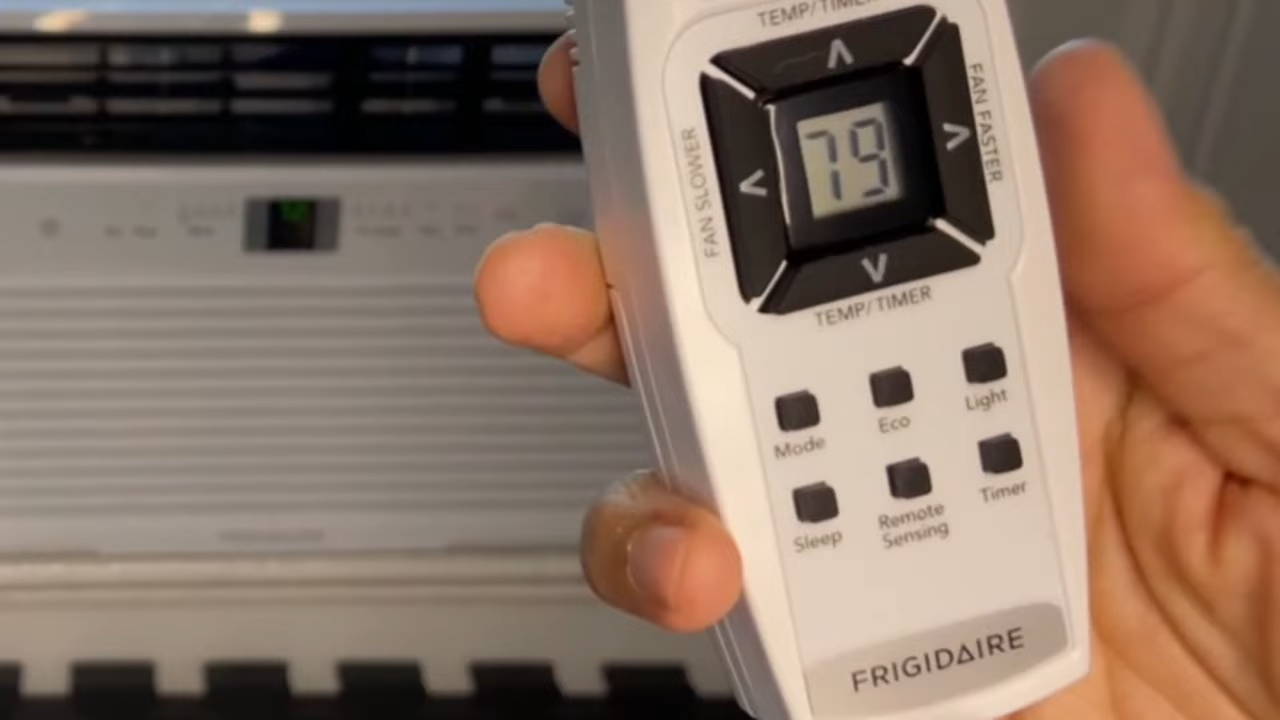 TEMP/TIMER
FAN SLOWER
79
FAN FASTER
TEMP/TIMER
Mode
Eco
Light
Sleep
Remote
Sensing
Timer
FRIGIDAIRE